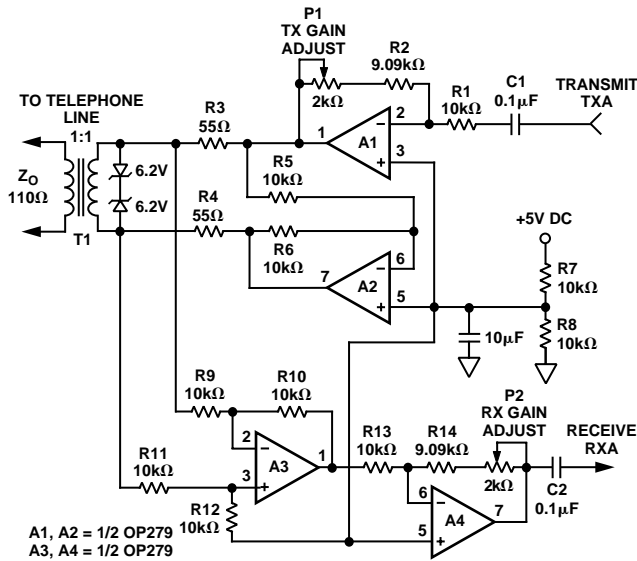 P1
TX GAIN
ADJUST
2kΩ
R2
9.09kΩ
R1
10kΩ
C1
0.1µF
TRANSMIT
TXA
TO TELEPHONE
LINE
1:1
ZO
110Ω
T1
6.2V
6.2V
R3
55Ω
1
A1
2
3
R5
10kΩ
R4
55Ω
R6
10kΩ
7
A2
6
5
+5V DC
R7
10kΩ
R8
10kΩ
10µF
R9
10kΩ
R10
10kΩ
2
3
A3
1
R11
10kΩ
R12
10kΩ
R13
10kΩ
R14
9.09kΩ
P2
RX GAIN
ADJUST
2kΩ
6
5
A4
7
RECEIVE
RXA
C2
0.1µF
A1, A2 = 1/2 OP279
A3, A4 = 1/2 OP279